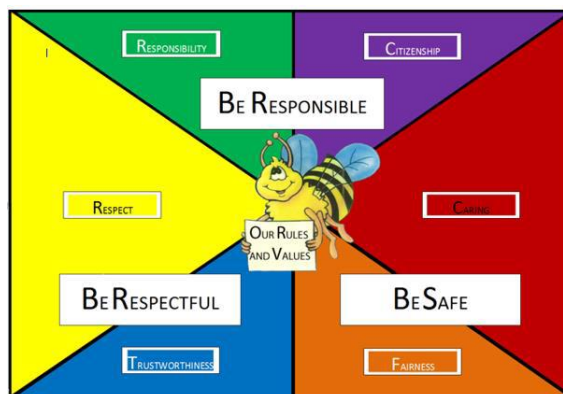 RESPONSIBILITY
CITIZENSHIP
BE RESPONSIBLE
RESPECT
CARING
OUR RULES
AND VALUES
BE RESPECTFUL
BE SAFE
TRUSTWORTHINESS
FAIRNESS